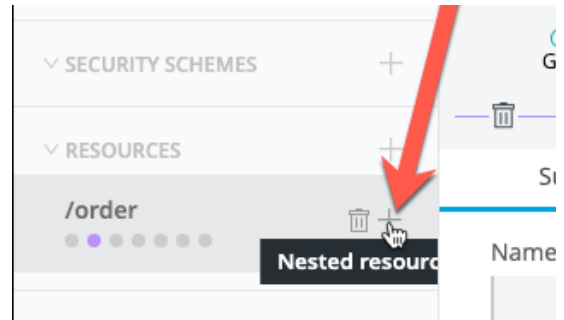 SECURITY SCHEMES
RESOURCES
/order
Nested resourc
Name